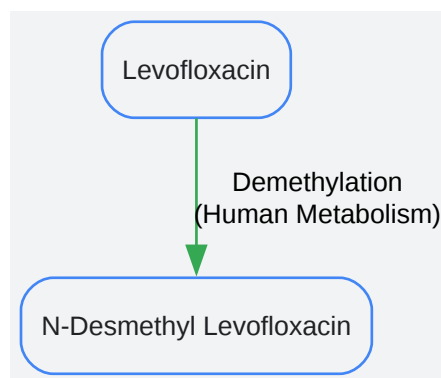 Levofloxacin
Demethylation
(Human Metabolism)
N-Desmethyl Levofloxacin